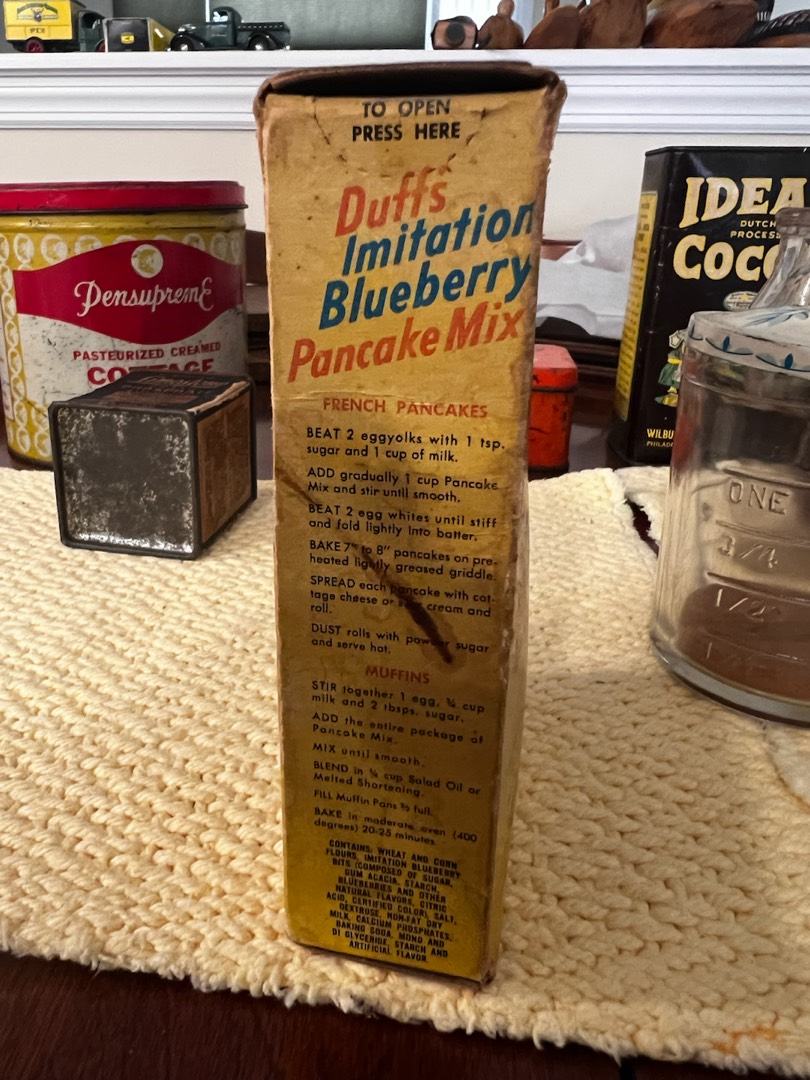 TO OPEN
PRESS HERE
Duff's
Imitation
Blueberry
Pancake Mix
FRENCH PANCAKES
BEAT 2 eggyolks with 1 tsp.
sugar and 1 cup of milk.
ADD gradually 1 cup Pancake
Mix and stir until smooth.
BEAT 2 egg whites until stiff
and fold lightly into batter.
BAKE 7" to 8" pancakes on pre-
heated lightly greased griddle.
SPREAD each pancake with cot-
tage cheese or sour cream and
roll.
DUST rolls with powder sugar
and serve hot.
MUFFINS
STIR together 1 egg, ¾ cup
milk and 2 tbsps. sugar.
ADD the entire package of
Pancake Mix.
MIX until smooth.
BLEND in ¼ cup Salad Oil or
Melted Shortening.
FILL Muffin Pans ⅔ full.
BAKE in moderate oven (400
degrees) 20-25 minutes.
CONTAINS: WHEAT AND CORN
FLOURS, IMITATION BLUEBERRY
BITS (COMPOSED OF SUGAR,
GUM ACACIA, STARCH,
BLUEBERRIES AND OTHER
NATURAL FLAVORS, CITRIC
ACID, CERTIFIED COLOR), SALT,
DEXTROSE, NON-FAT DRY
MILK, CALCIUM PHOSPHATES,
BAKING SODA, MONO AND
DI GLYCERIDE, STARCH AND
ARTIFICIAL FLAVOR.
Pensupreme
PASTEURIZED CREAMED
COTTAGE
IDEA
DUTCH
PROCESS
COCO
WILBU
PHILAD
ONE
3/4
1/2